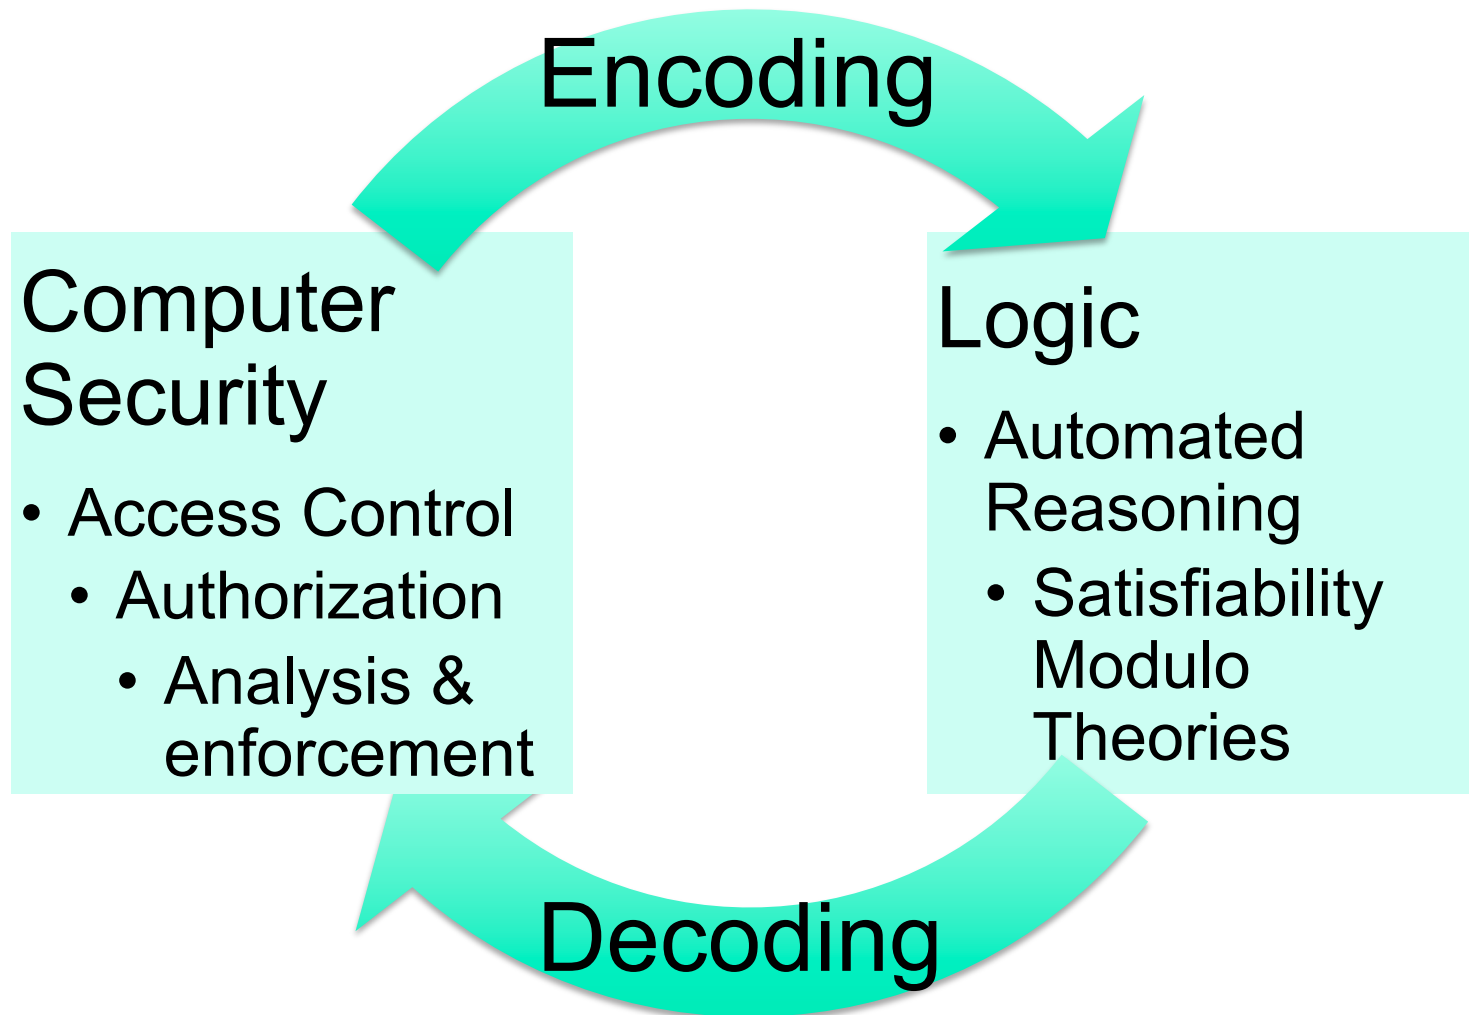 Encoding
Computer
Security
• Access Control
• Authorization
• Analysis &
enforcement
Logic
• Automated
Reasoning
• Satisfiability
Modulo
Theories
Decoding